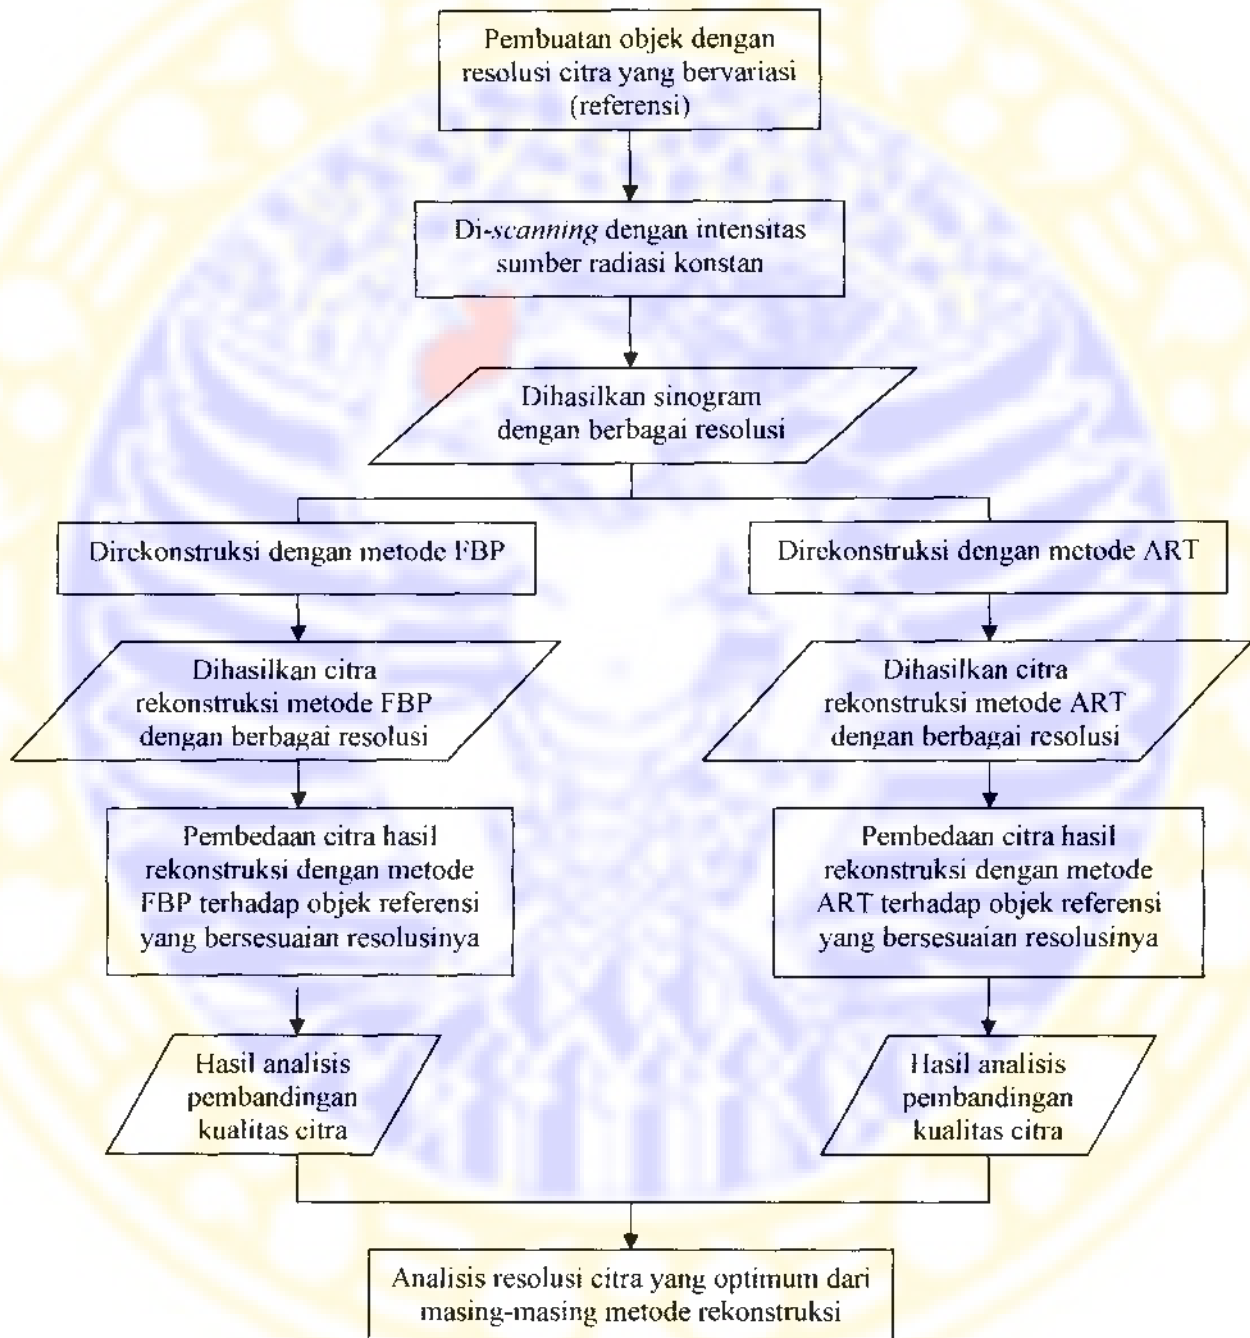 Pembuatan objek dengan
resolusi citra yang bervariasi
(referensi)
Di-scanning dengan intensitas
sumber radiasi konstan
Dihasilkan sinogram
dengan berbagai resolusi
Direkonstruksi dengan metode FBP
Dihasilkan citra
rekonstruksi metode FBP
dengan berbagai resolusi
Pembedaan citra hasil
rekonstruksi dengan metode
FBP terhadap objek referensi
yang bersesuaian resolusinya
Hasil analisis
pembandingan
kualitas citra
Direkonstruksi dengan metode ART
Dihasilkan citra
rekonstruksi metode ART
dengan berbagai resolusi
Pembedaan citra hasil
rekonstruksi dengan metode
ART terhadap objek referensi
yang bersesuaian resolusinya
Hasil analisis
pembandingan
kualitas citra
Analisis resolusi citra yang optimum dari
masing-masing metode rekonstruksi